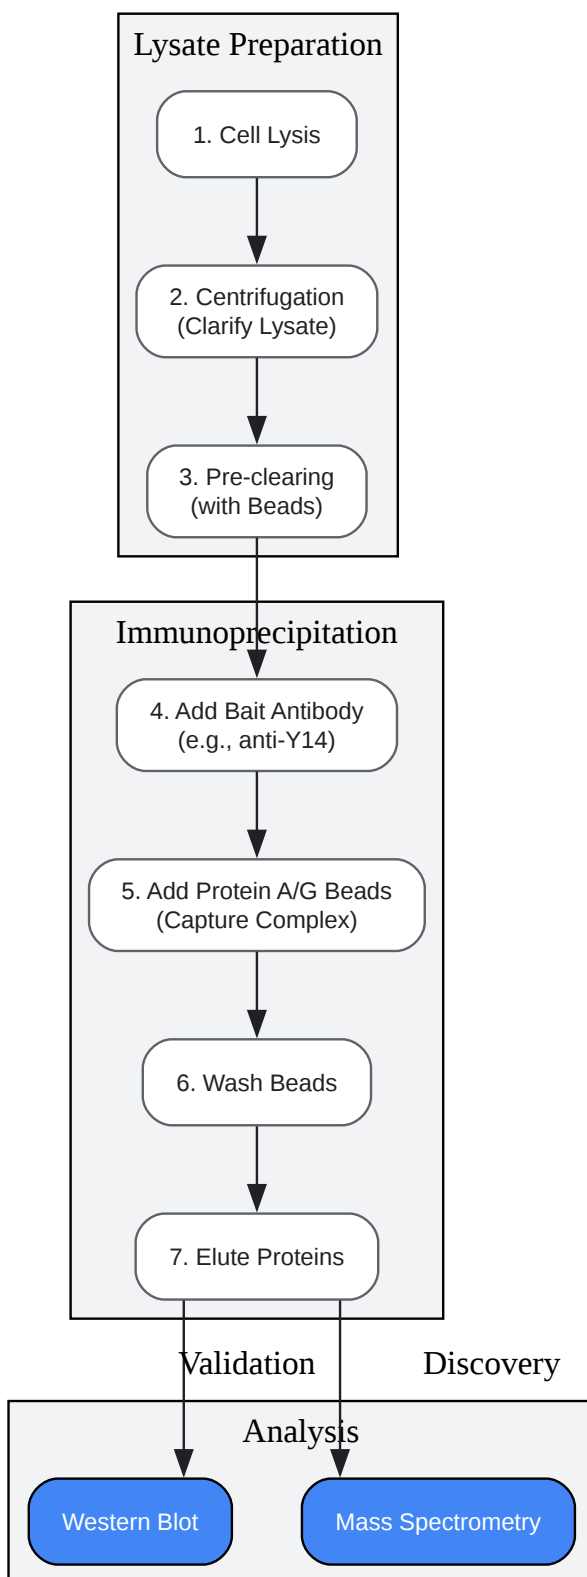 Lysate Preparation
1. Cell Lysis
2. Centrifugation
(Clarify Lysate)
3. Pre-clearing
(with Beads)
Immunoprecipitation
4. Add Bait Antibody
(e.g., anti-Y14)
5. Add Protein A/G Beads
(Capture Complex)
6. Wash Beads
7. Elute Proteins
Validation
Discovery
Analysis
Western Blot
Mass Spectrometry